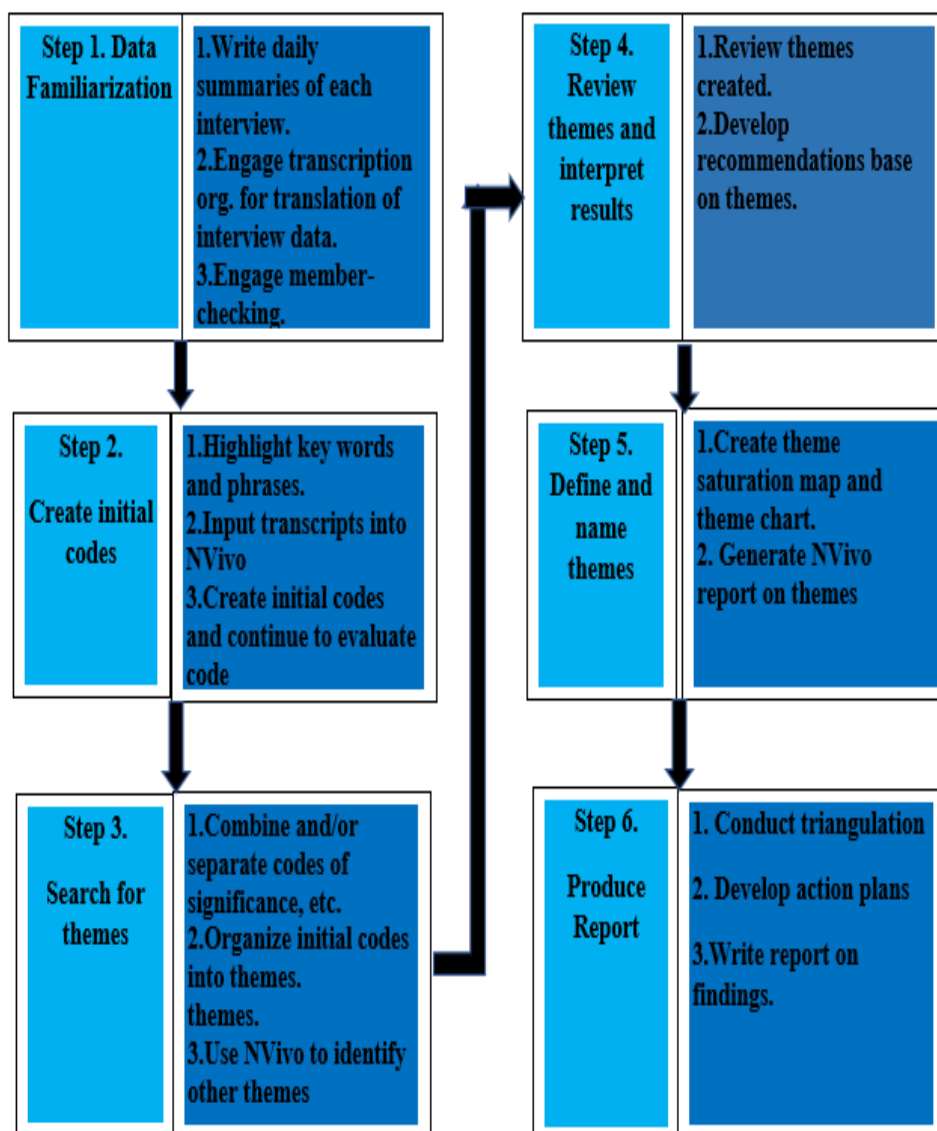 Step 1. Data
Familiarization
1.Write daily
summaries of each
interview.
2.Engage transcription
org. for translation of
interview data.
3.Engage member-
checking.
Step 2.
Create initial
codes
1.Highlight key words
and phrases.
2.Input transcripts into
NVivo
3.Create initial codes
and continue to evaluate
code
Step 3.
Search for
themes
1.Combine and/or
separate codes of
significance, etc.
2.Organize initial codes
into themes.
themes.
3.Use NVivo to identify
other themes
Step 4.
Review
themes and
interpret
results
1.Review themes
created.
2.Develop
recommendations base
on themes.
Step 5.
Define and
name
themes
1.Create theme
saturation map and
theme chart.
2. Generate NVivo
report on themes
Step 6.
Produce
Report
1. Conduct triangulation
2. Develop action plans
3.Write report on
findings.